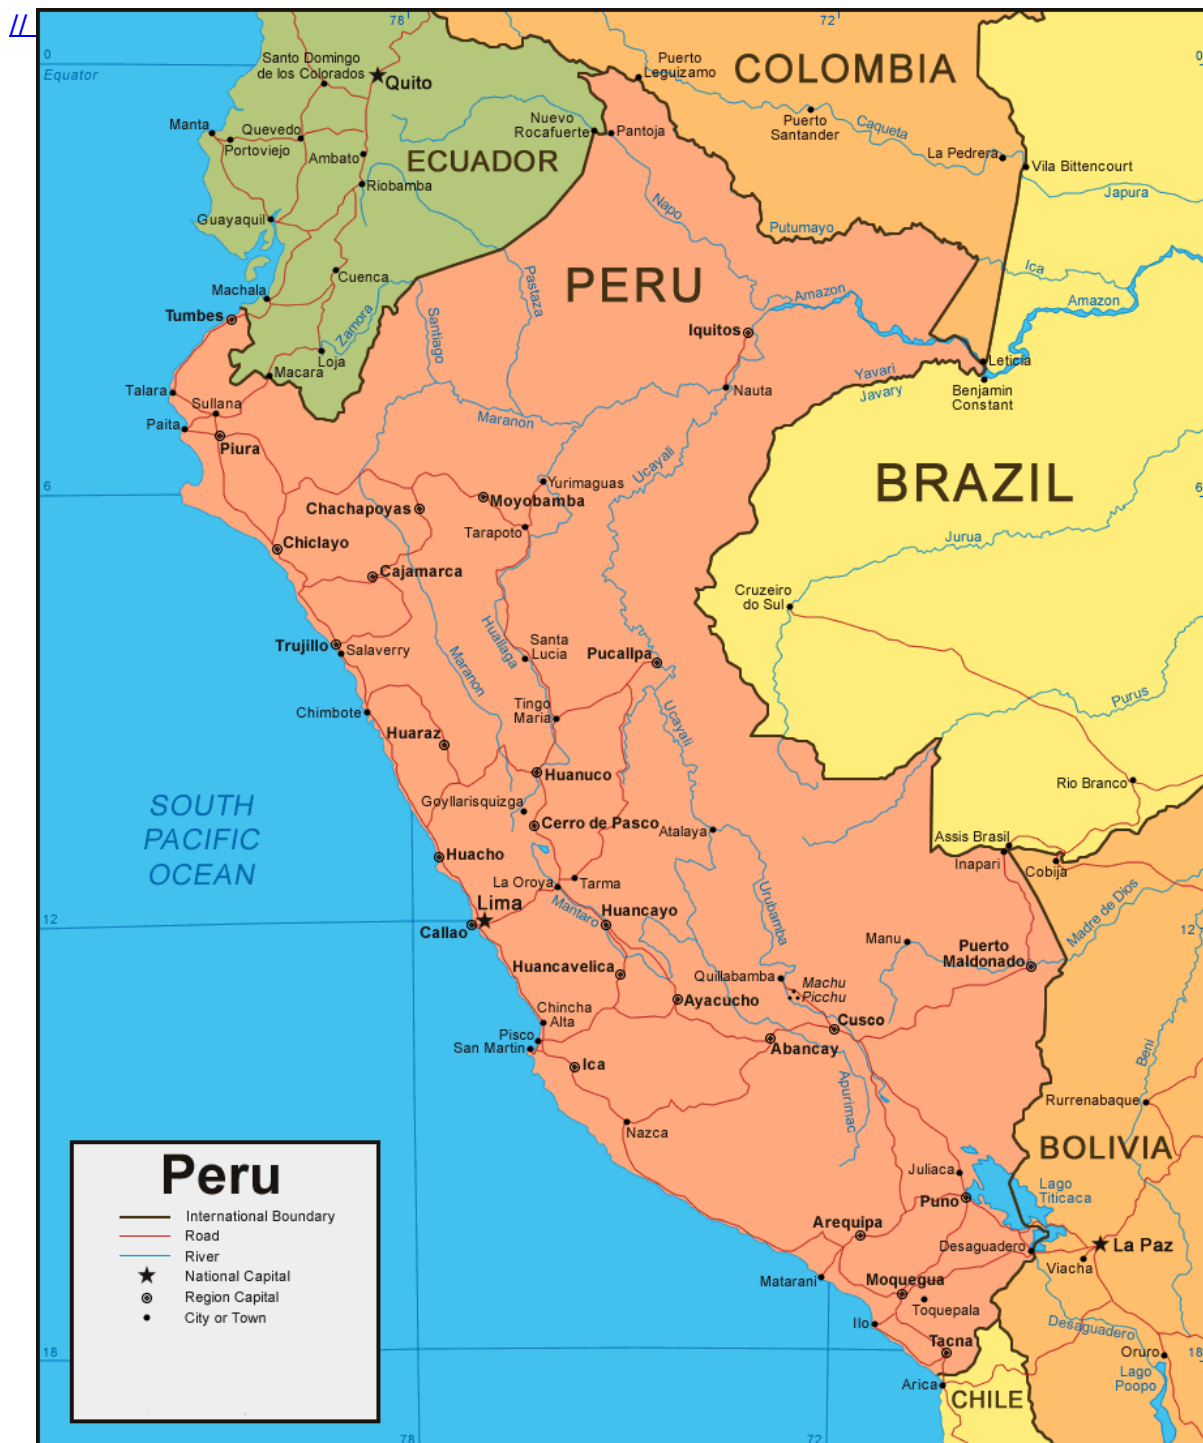 //
78
72
0
Equator
0
Santo Domingo
de los Colorados
Quito
Puerto
Leguizamo
COLOMBIA
Manta
Quevedo
Portoviejo
Ambato
Nuevo
Rocafuerte
Pantoja
Puerto
Santander
Caqueta
La Pedrera
Vila Bittencourt
ECUADOR
Riobamba
Japura
Guayaquil
Napo
Putumayo
Cuenca
Pastaza
PERU
Ica
Machala
Amazon
Amazon
Tumbes
Zamora
Santiago
Iquitos
Loja
Macara
Leticia
Talara
Yavari
Javary
Nauta
Benjamin
Constant
Sullana
Paita
Piura
Maranon
Ucayali
BRAZIL
6
6
Yurimaguas
Moyobamba
Chachapoyas
Tarapoto
Chiclayo
Jurua
Cajamarca
Cruzeiro
do Sul
Huallaga
Trujillo
Salaverry
Santa
Lucia
Pucallpa
Maranon
Purus
Chimbote
Tingo
Maria
Ucayali
Huaraz
Huanuco
Rio Branco
Goyllarisquizga
SOUTH
PACIFIC
OCEAN
Cerro de Pasco
Atalaya
Assis Brasil
Inapari
Cobija
Huacho
La Oroya
Tarma
Urubamba
Madre de Dios
Lima
Mantaro
Huancayo
12
12
Callao
Manu
Puerto
Maldonado
Huancavelica
Quillabamba
Machu
Picchu
Ayacucho
Chincha
Alta
Cusco
Pisco
San Martin
Abancay
Beni
Ica
Apurimac
Rurrenabaque
Nazca
BOLIVIA
Juliaca
Lago
Titicaca
Puno
Arequipa
Desaguadero
La Paz
Viacha
Matarani
Moquegua
Toquepala
Ilo
Desaguadero
Tacna
Oruro
18
18
Lago
Poopo
Arica
CHILE
78
72
Peru
International Boundary
Road
River
National Capital
Region Capital
City or Town